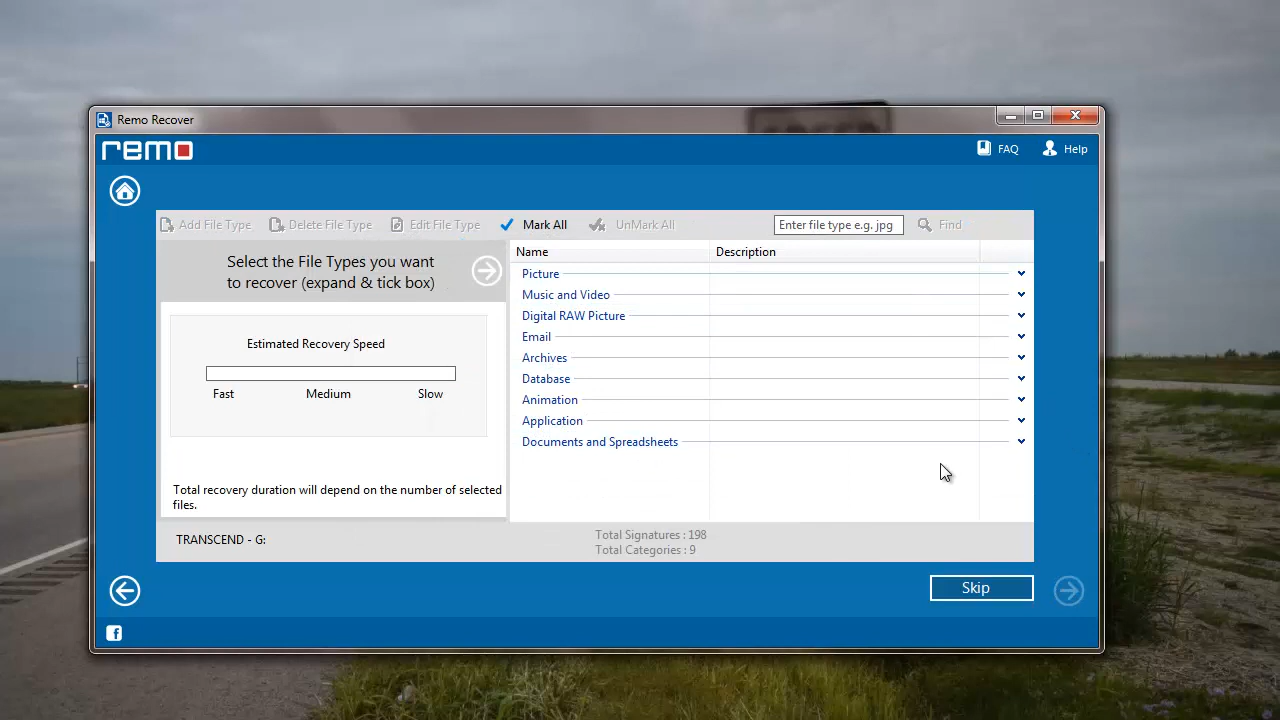 Remo Recover
remo
FAQ
Help
Add File Type
Delete File Type
Edit File Type
Mark All
UnMark All
Enter file type e.g. jpg
Find
Select the File Types you want
to recover (expand & tick box)
Estimated Recovery Speed
Fast
Medium
Slow
Total recovery duration will depend on the number of selected
files.
Name
Description
Picture
Music and Video
Digital RAW Picture
Email
Archives
Database
Animation
Application
Documents and Spreadsheets
TRANSCEND - G:
Total Signatures : 198
Total Categories : 9
Skip
f